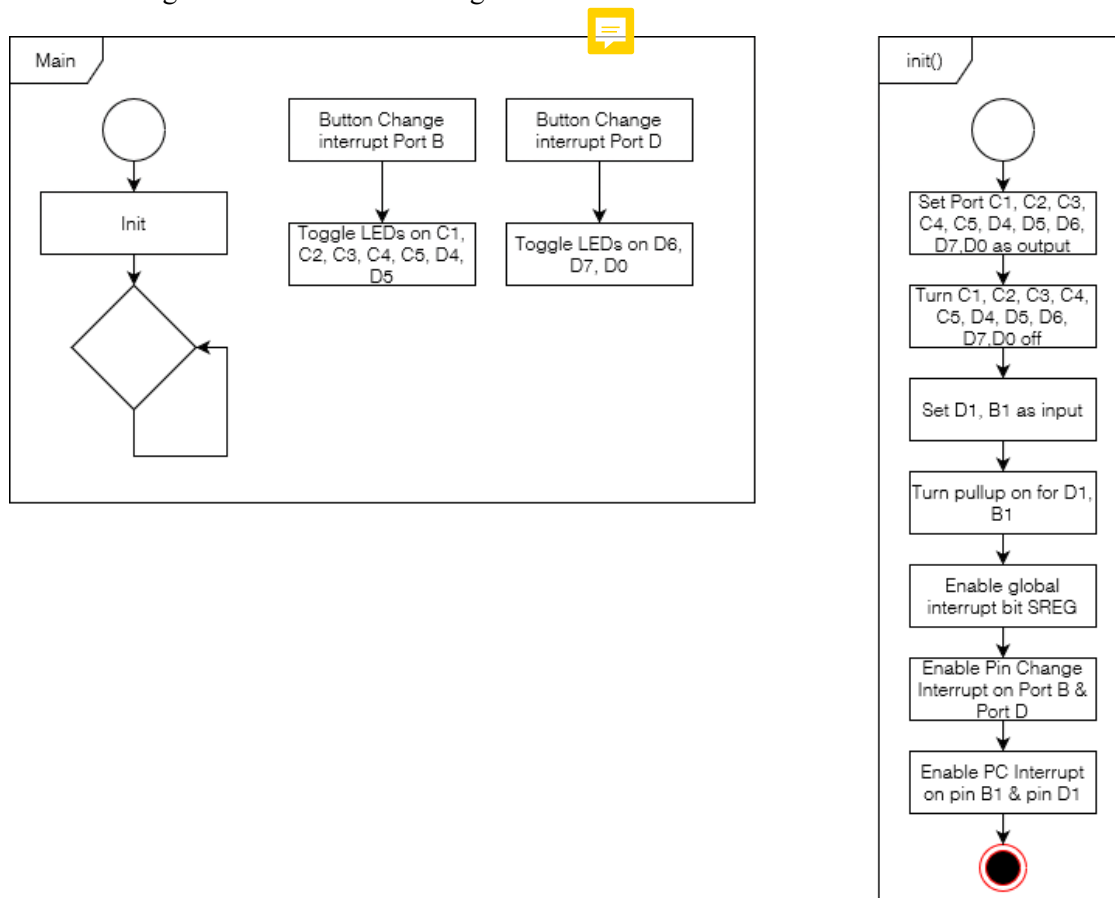 Main
Button Change
interrupt Port B
Button Change
interrupt Port D
Init
Toggle LEDs on C1,
C2, C3, C4, C5, D4,
D5
Toggle LEDs on D6,
D7, D0
init()
Set Port C1, C2, C3,
C4, C5, D4, D5, D6,
D7,D0 as output
Turn C1, C2, C3, C4,
C5, D4, D5, D6,
D7,D0 off
Set D1, B1 as input
Turn pullup on for D1,
B1
Enable global
interrupt bit SREG
Enable Pin Change
Interrupt on Port B &
Port D
Enable PC Interrupt
on pin B1 & pin D1